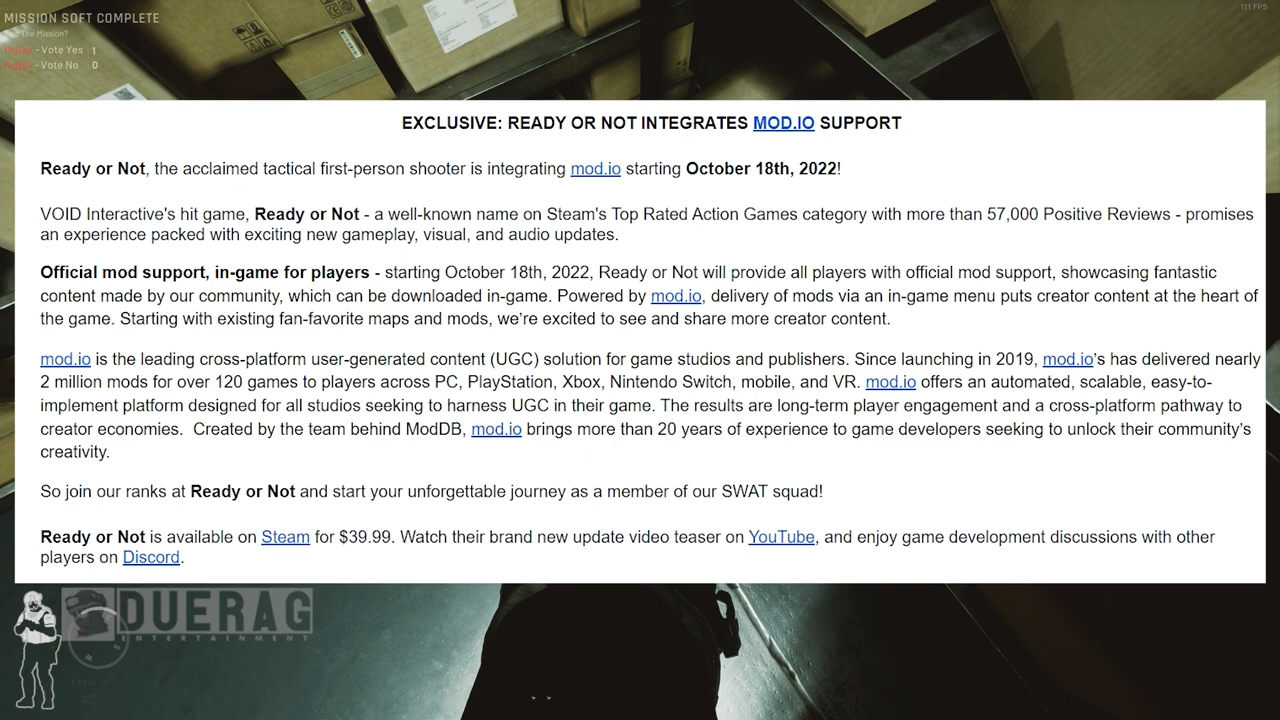 MISSION SOFT COMPLETE
111 FPS
End The Mission?
- Vote Yes 1
- Vote No 0
EXCLUSIVE: READY OR NOT INTEGRATES MOD.IO SUPPORT
Ready or Not, the acclaimed tactical first-person shooter is integrating mod.io starting October 18th, 2022!
VOID Interactive's hit game, Ready or Not - a well-known name on Steam's Top Rated Action Games category with more than 57,000 Positive Reviews - promises
an experience packed with exciting new gameplay, visual, and audio updates.
Official mod support, in-game for players - starting October 18th, 2022, Ready or Not will provide all players with official mod support, showcasing fantastic
content made by our community, which can be downloaded in-game. Powered by mod.io, delivery of mods via an in-game menu puts creator content at the heart of
the game. Starting with existing fan-favorite maps and mods, we’re excited to see and share more creator content.
mod.io is the leading cross-platform user-generated content (UGC) solution for game studios and publishers. Since launching in 2019, mod.io’s has delivered nearly
2 million mods for over 120 games to players across PC, PlayStation, Xbox, Nintendo Switch, mobile, and VR. mod.io offers an automated, scalable, easy-to-
implement platform designed for all studios seeking to harness UGC in their game. The results are long-term player engagement and a cross-platform pathway to
creator economies. Created by the team behind ModDB, mod.io brings more than 20 years of experience to game developers seeking to unlock their community’s
creativity.
So join our ranks at Ready or Not and start your unforgettable journey as a member of our SWAT squad!
Ready or Not is available on Steam for $39.99. Watch their brand new update video teaser on YouTube, and enjoy game development discussions with other
players on Discord.
DUERAG
ENTERTAINMENT